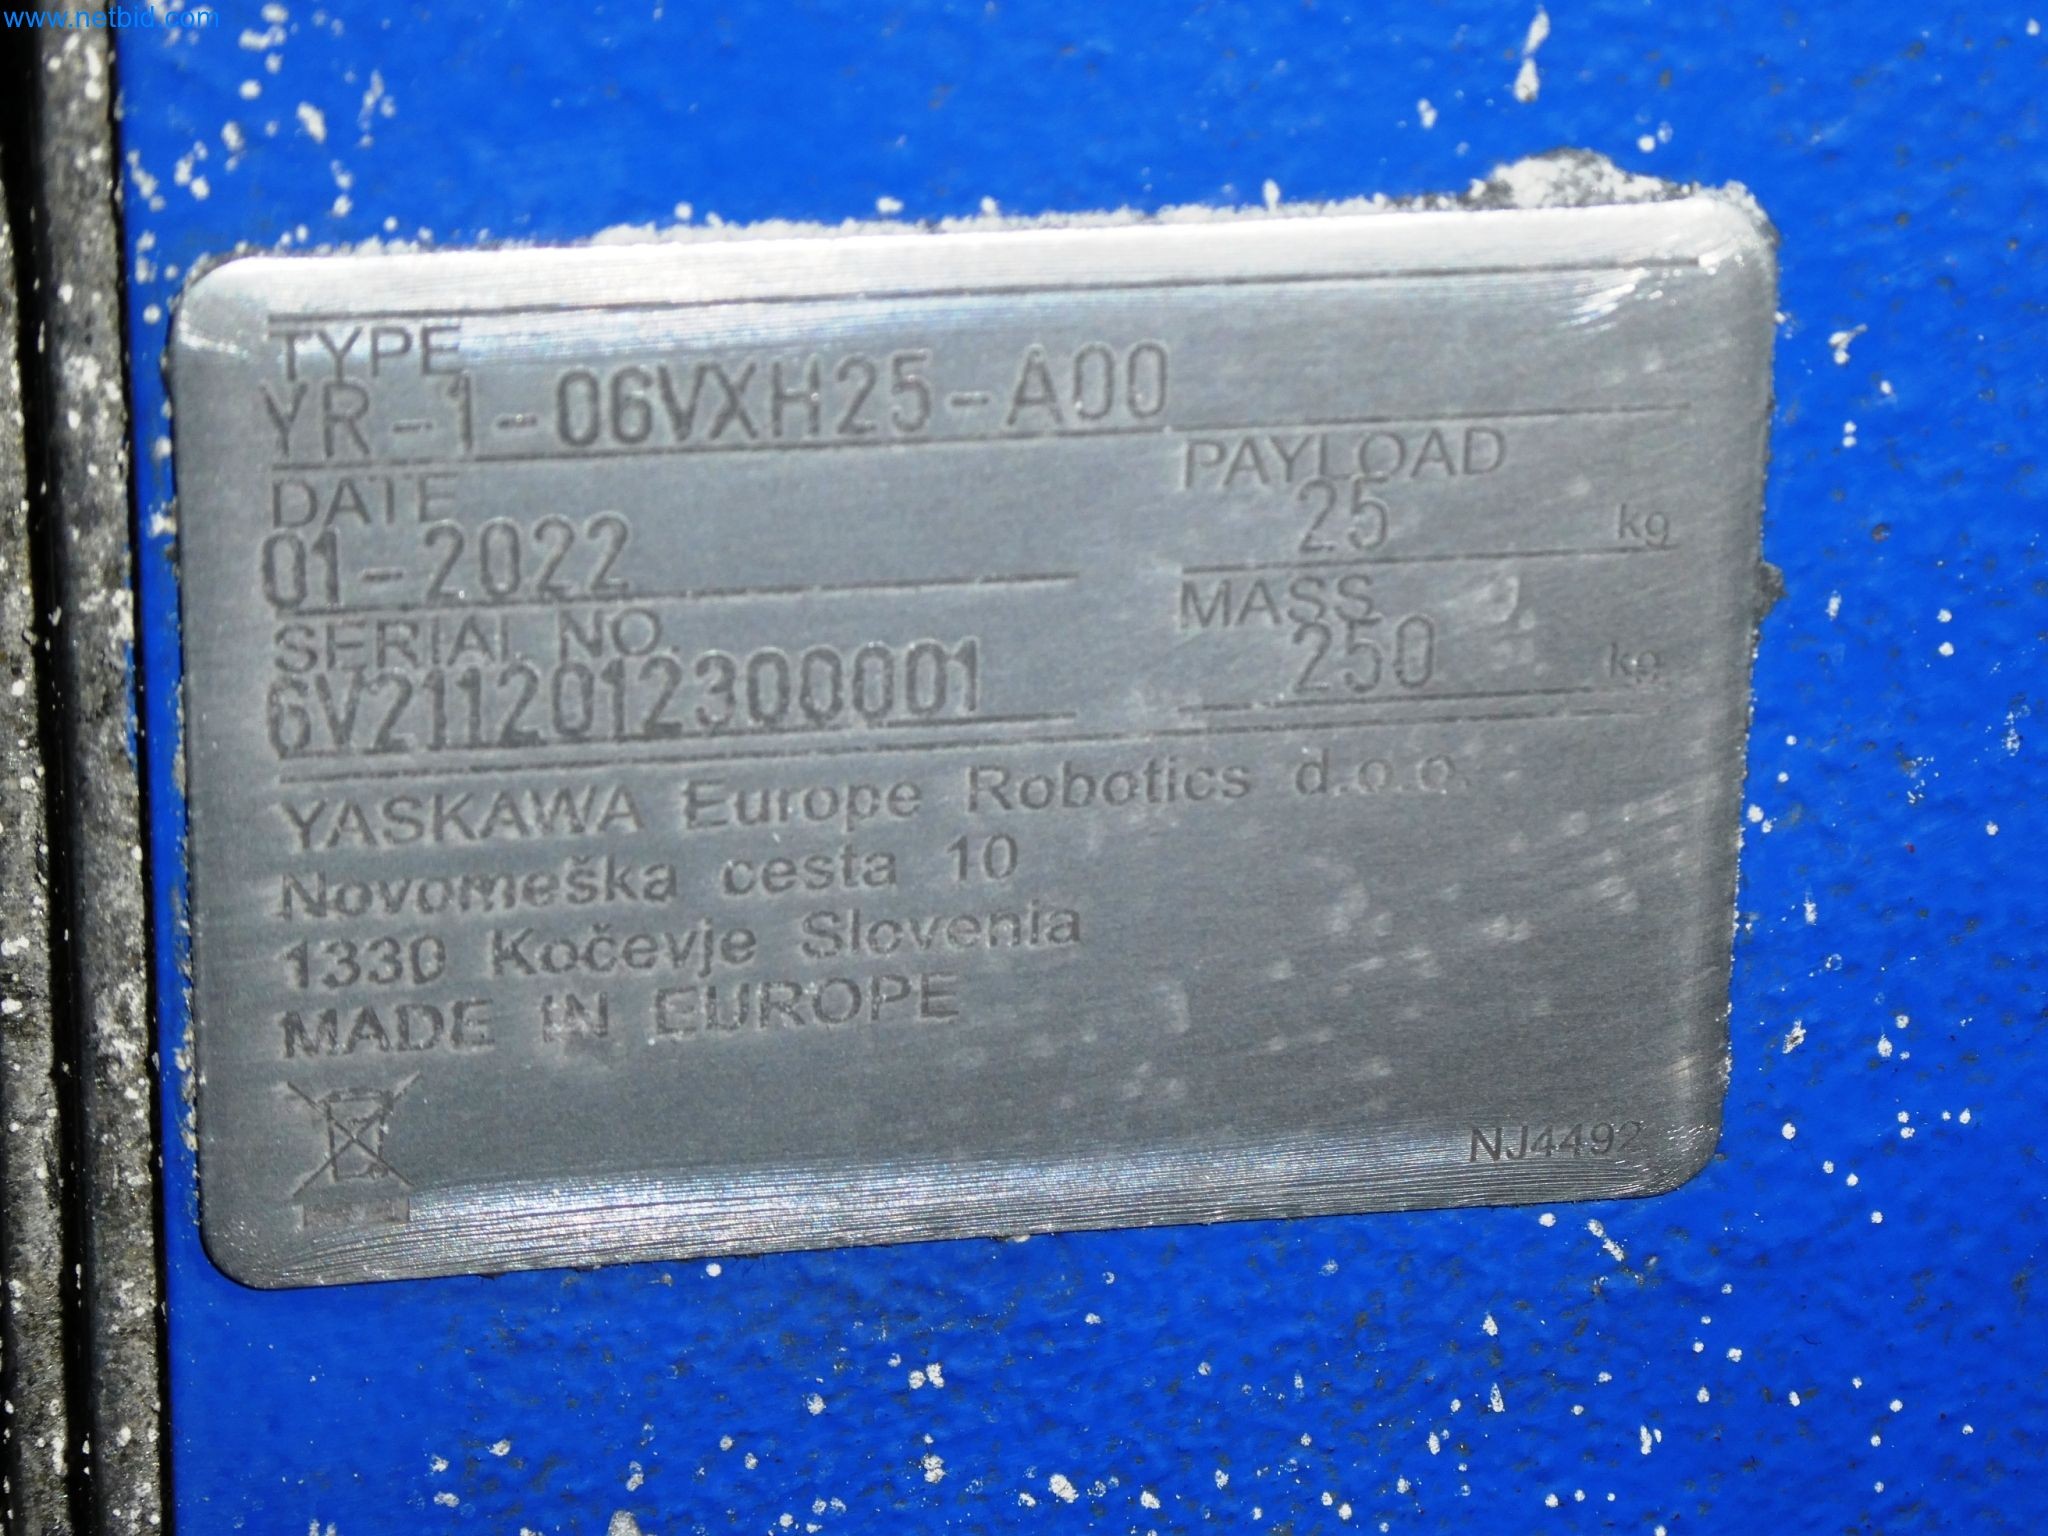 www.netbid.com
TYPE
YR-1-06VXH25-A00
DATE
01-2022
PAYLOAD
25 kg
SERIAL NO.
6V2112012300001
MASS
250 kg
YASKAWA Europe Robotics d.o.o.
Novomeška cesta 10
1330 Kočevje Slovenia
MADE IN EUROPE
NJ4492